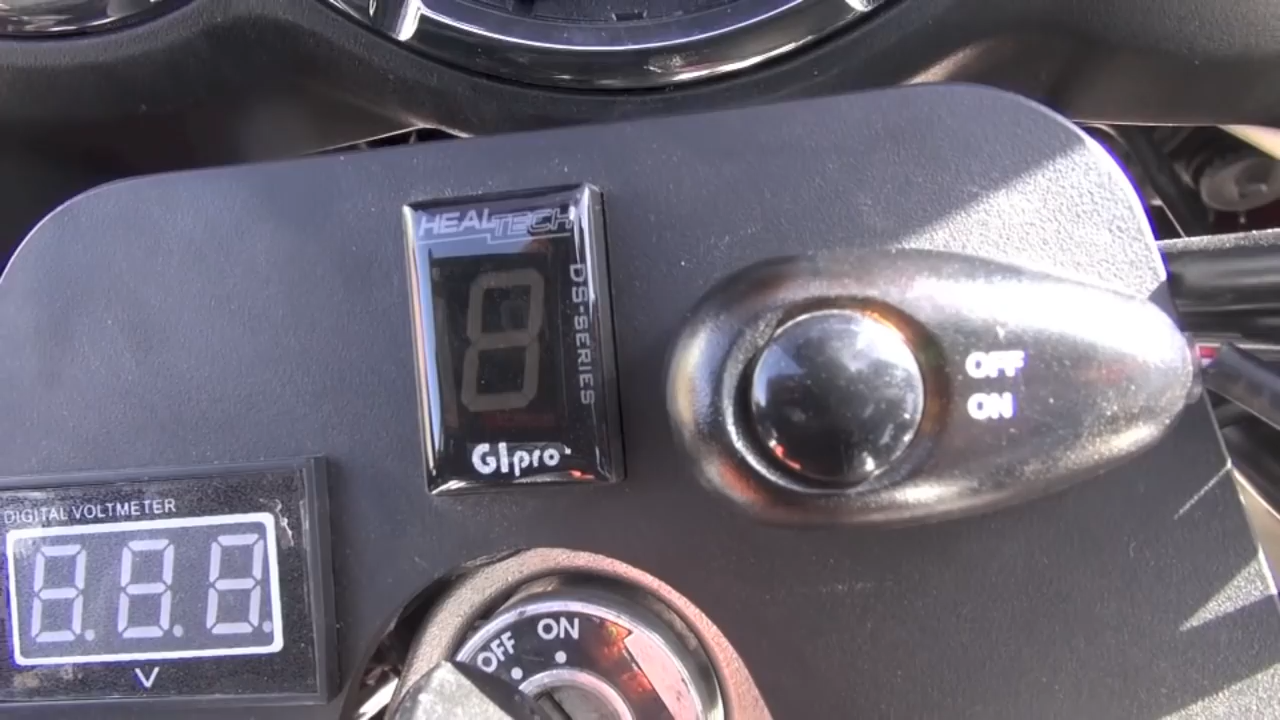 HEALTECH
DS-SERIES
8
GIpro
OFF
ON
DIGITAL VOLTMETER
8.8.8.
V
OFF
ON